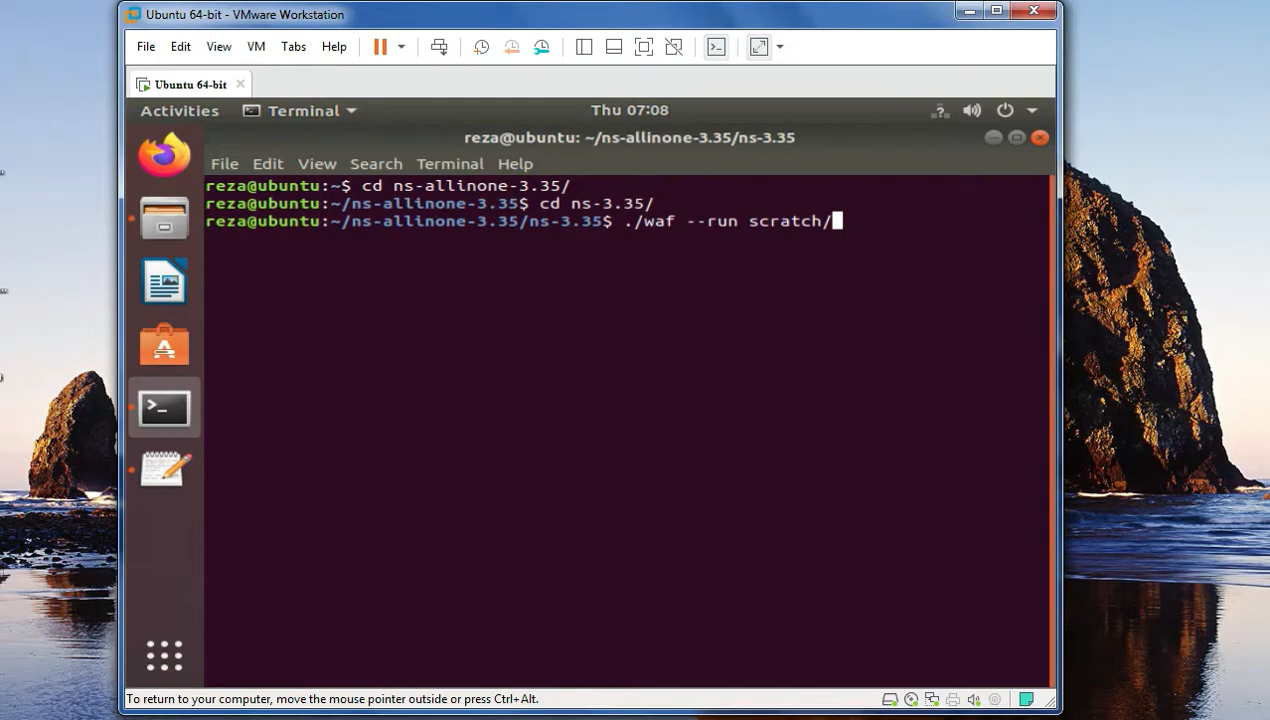 Ubuntu 64-bit - VMware Workstation
File Edit View VM Tabs Help
Ubuntu 64-bit
Activities Terminal Thu 07:08
reza@ubuntu: ~/ns-allinone-3.35/ns-3.35
File Edit View Search Terminal Help
reza@ubuntu:~$ cd ns-allinone-3.35/
reza@ubuntu:~/ns-allinone-3.35$ cd ns-3.35/
reza@ubuntu:~/ns-allinone-3.35/ns-3.35$ ./waf --run scratch/
To return to your computer, move the mouse pointer outside or press Ctrl+Alt.